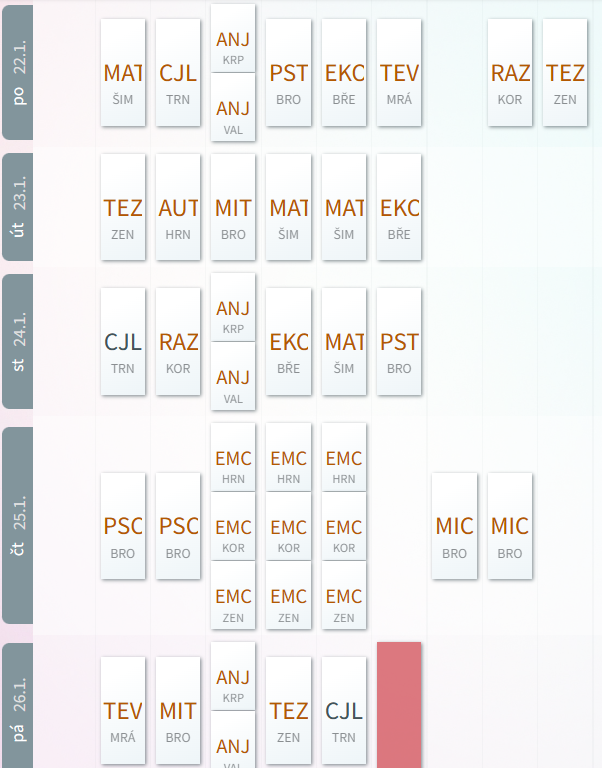 po 22.1.
MAT CJL ANJ PST EKO TEV RAZ TEZ
ŠIM TRN KRP BRO BŘE MRÁ KOR ZEN
ANJ
VAL
út 23.1.
TEZ AUT MIT MAT MAT EKO
ZEN HRN BRO ŠIM ŠIM BŘE
st 24.1.
CJL RAZ ANJ EKO MAT PST
TRN KOR KRP BŘE ŠIM BRO
ANJ
VAL
čt 25.1.
EMC EMC EMC
HRN HRN HRN
PSC PSC EMC EMC EMC MIC MIC
BRO BRO KOR KOR KOR BRO BRO
EMC EMC EMC
ZEN ZEN ZEN
pá 26.1.
TEV MIT ANJ TEZ CJL
MRÁ BRO KRP ZEN TRN
ANJ
VAL